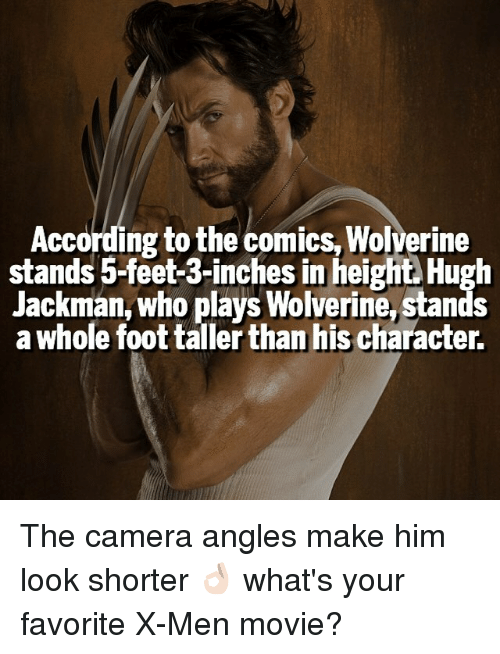 According to the comics, Wolverine
stands 5-feet-3-inches in height. Hugh
Jackman, who plays Wolverine, stands
a whole foot taller than his character.
The camera angles make him
look shorter 👌🏻 what's your
favorite X-Men movie?